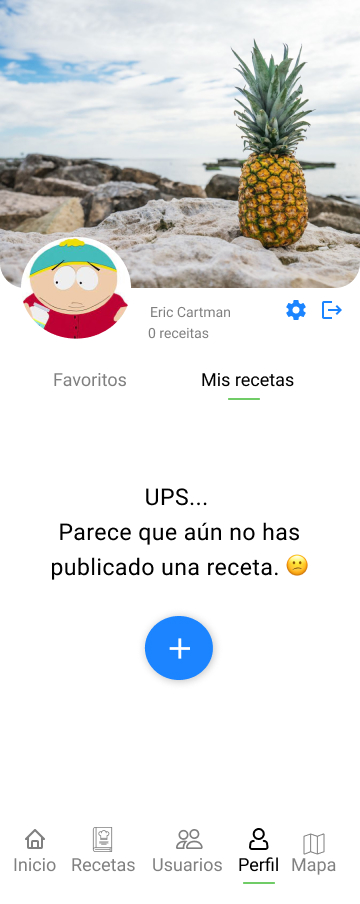 Eric Cartman
0 receitas
Favoritos Mis recetas
UPS...
Parece que aún no has
publicado una receta. 😕
Inicio Recetas Usuarios Perfil Mapa